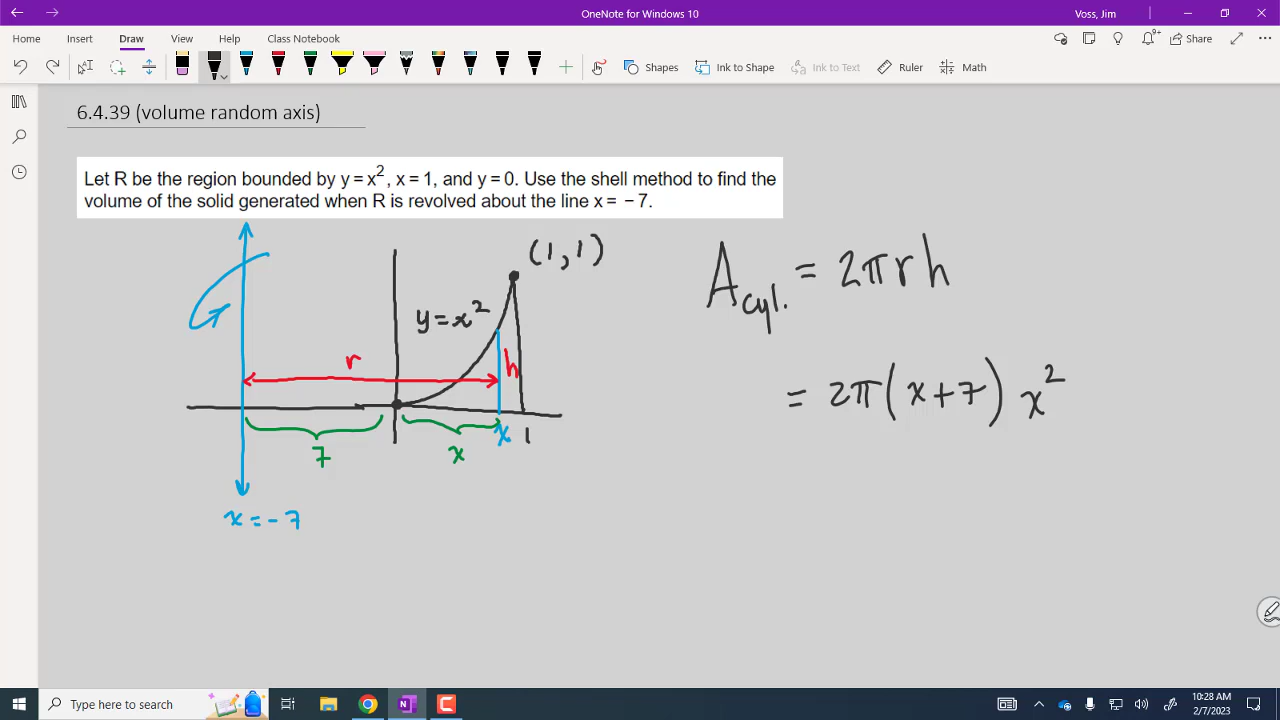 OneNote for Windows 10
Voss, Jim
Home Insert Draw View Help Class Notebook
Share
Shapes Ink to Shape Ink to Text Ruler Math
6.4.39 (volume random axis)
Let R be the region bounded by y = x², x = 1, and y = 0. Use the shell method to find the
volume of the solid generated when R is revolved about the line x = − 7.
(1,1)
y=x²
r
h
7
x
x
1
x = -7
A cyl. = 2πrh
= 2π(x+7) x²
Type here to search
10:28 AM
2/7/2023